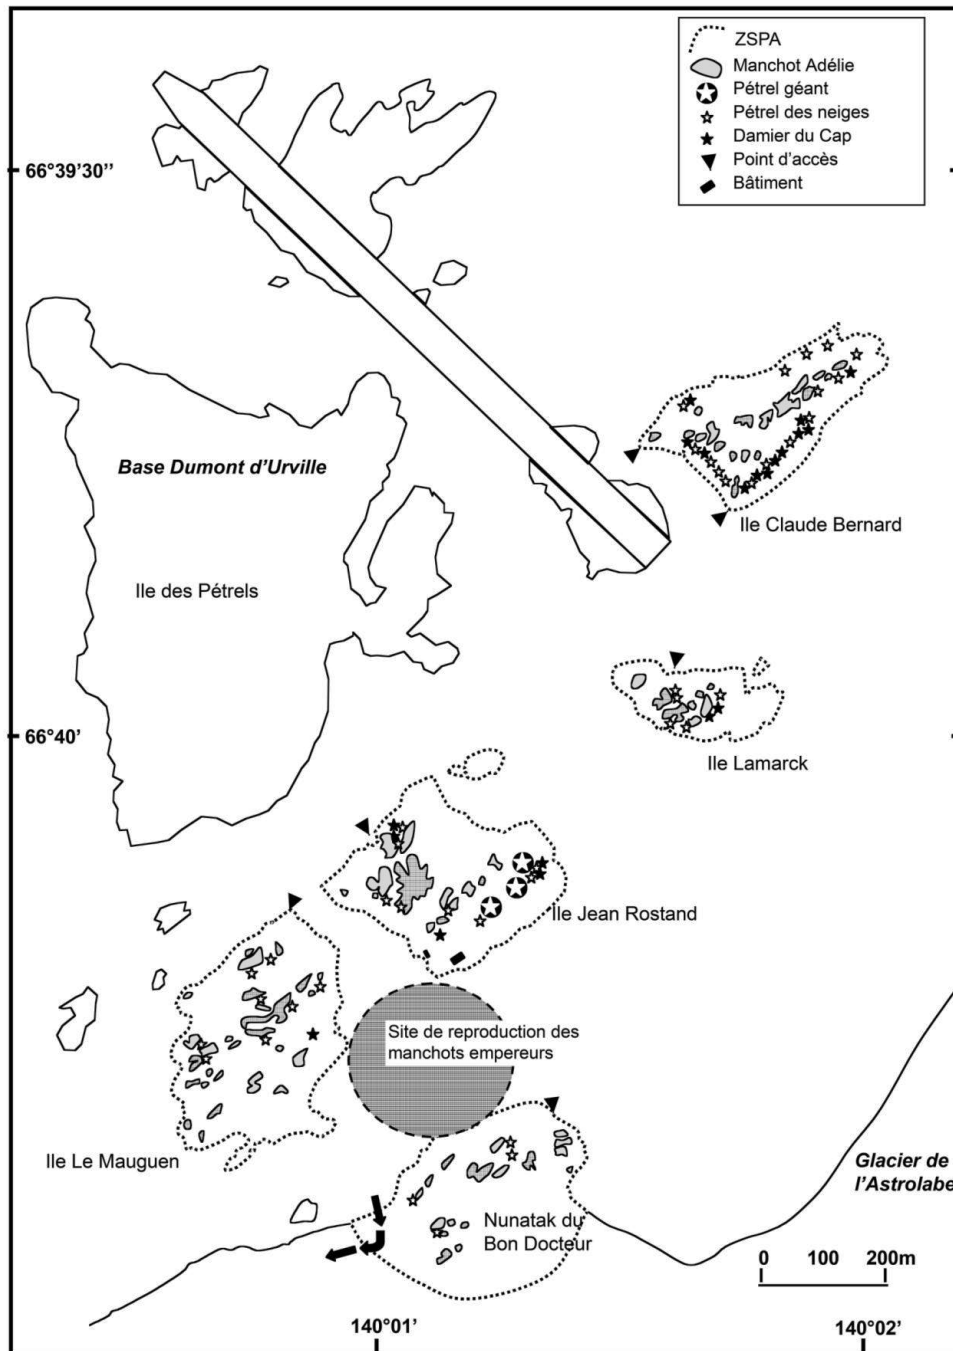 ZSPA
Manchot Adélie
Pétrel géant
Pétrel des neiges
Damier du Cap
Point d'accès
Bâtiment
66°39'30’’
Base Dumont d'Urville
Ile Claude Bernard
Ile des Pétrels
66°40'
Ile Lamarck
Ile Jean Rostand
Site de reproduction des
manchots empereurs
Ile Le Mauguen
Glacier de
l'Astrolabe
Nunatak du
Bon Docteur
0 100 200m
140°01' 140°02'